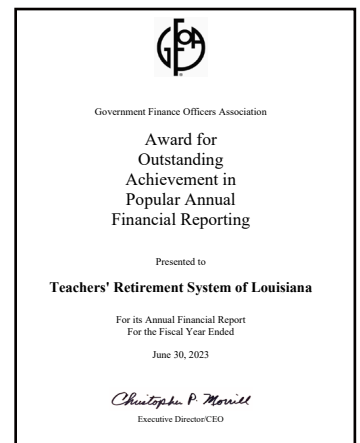 GFOA
Government Finance Officers Association
Award for
Outstanding
Achievement in
Popular Annual
Financial Reporting
Presented to
Teachers' Retirement System of Louisiana
For its Annual Financial Report
For the Fiscal Year Ended
June 30, 2023
Christopher P. Morrill
Executive Director/CEO